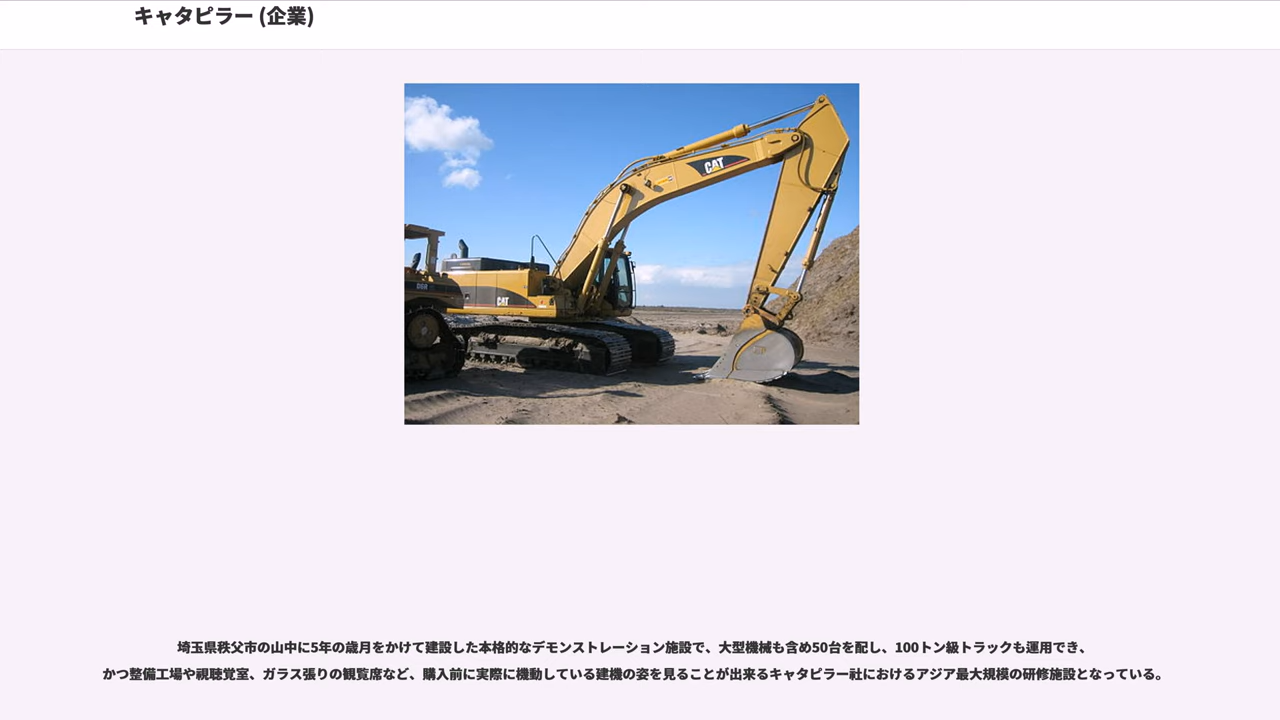 キャタピラー (企業)
CAT
D6R
CAT
埼玉県秩父市の山中に5年の歳月をかけて建設した本格的なデモンストレーション施設で、大型機械も含め50台を配し、100トン級トラックも運用でき、
かつ整備工場や視聴覚室、ガラス張りの観覧席など、購入前に実際に機動している建機の姿を見ることが出来るキャタピラー社におけるアジア最大規模の研修施設となっている。